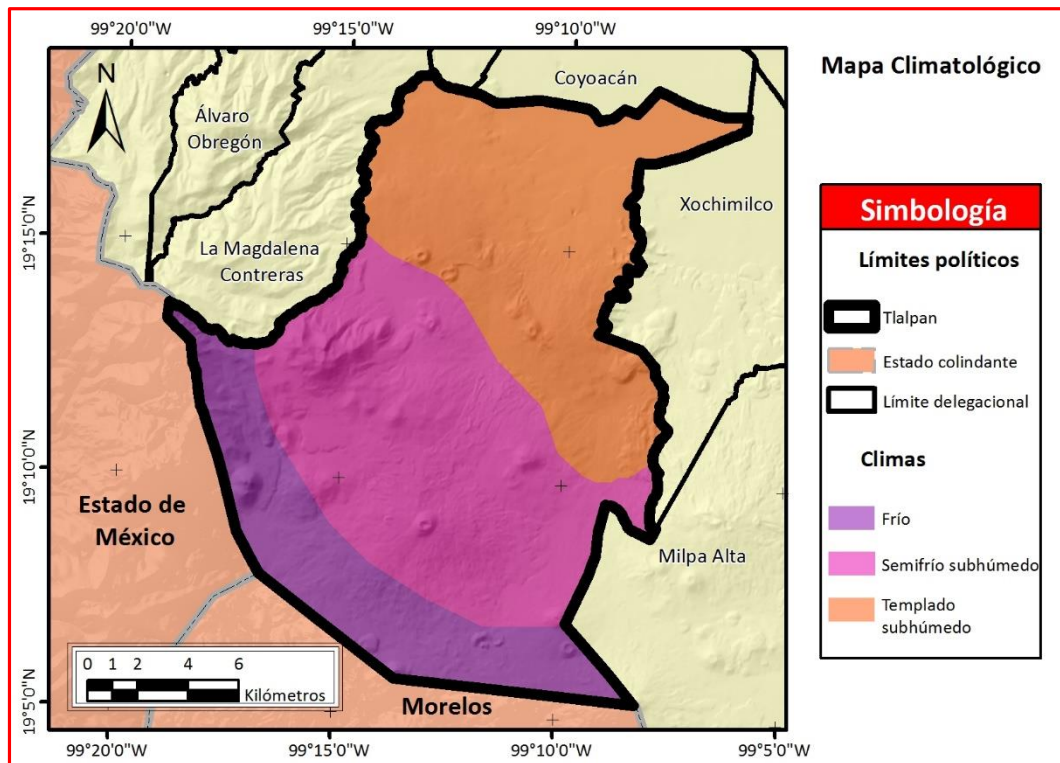 99°20'0"W
99°15'0"W
99°10'0"W
Mapa Climatológico
N
Coyoacán
Álvaro
Obregón
Xochimilco
La Magdalena
Contreras
19°15'0"N
19°10'0"N
19°5'0"N
Estado de
México
Milpa Alta
Morelos
0 1 2 4 6
Kilómetros
99°20'0"W
99°15'0"W
99°10'0"W
99°5'0"W
Simbología
Límites políticos
Tlalpan
Estado colindante
Límite delegacional
Climas
Frío
Semifrío subhúmedo
Templado
subhúmedo